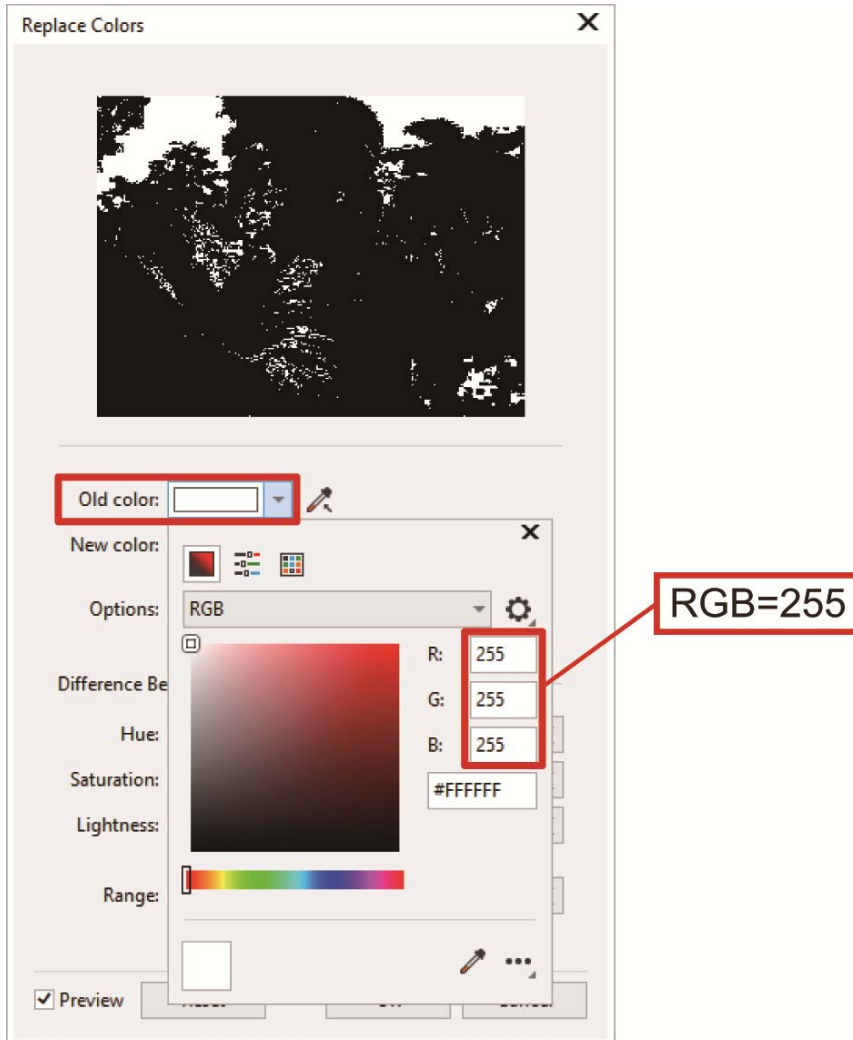 Replace Colors
Old color:
New color:
Options:
RGB
R: 255
G: 255
B: 255
#FFFFFF
RGB=255
Difference Be
Hue:
Saturation:
Lightness:
Range:
Preview